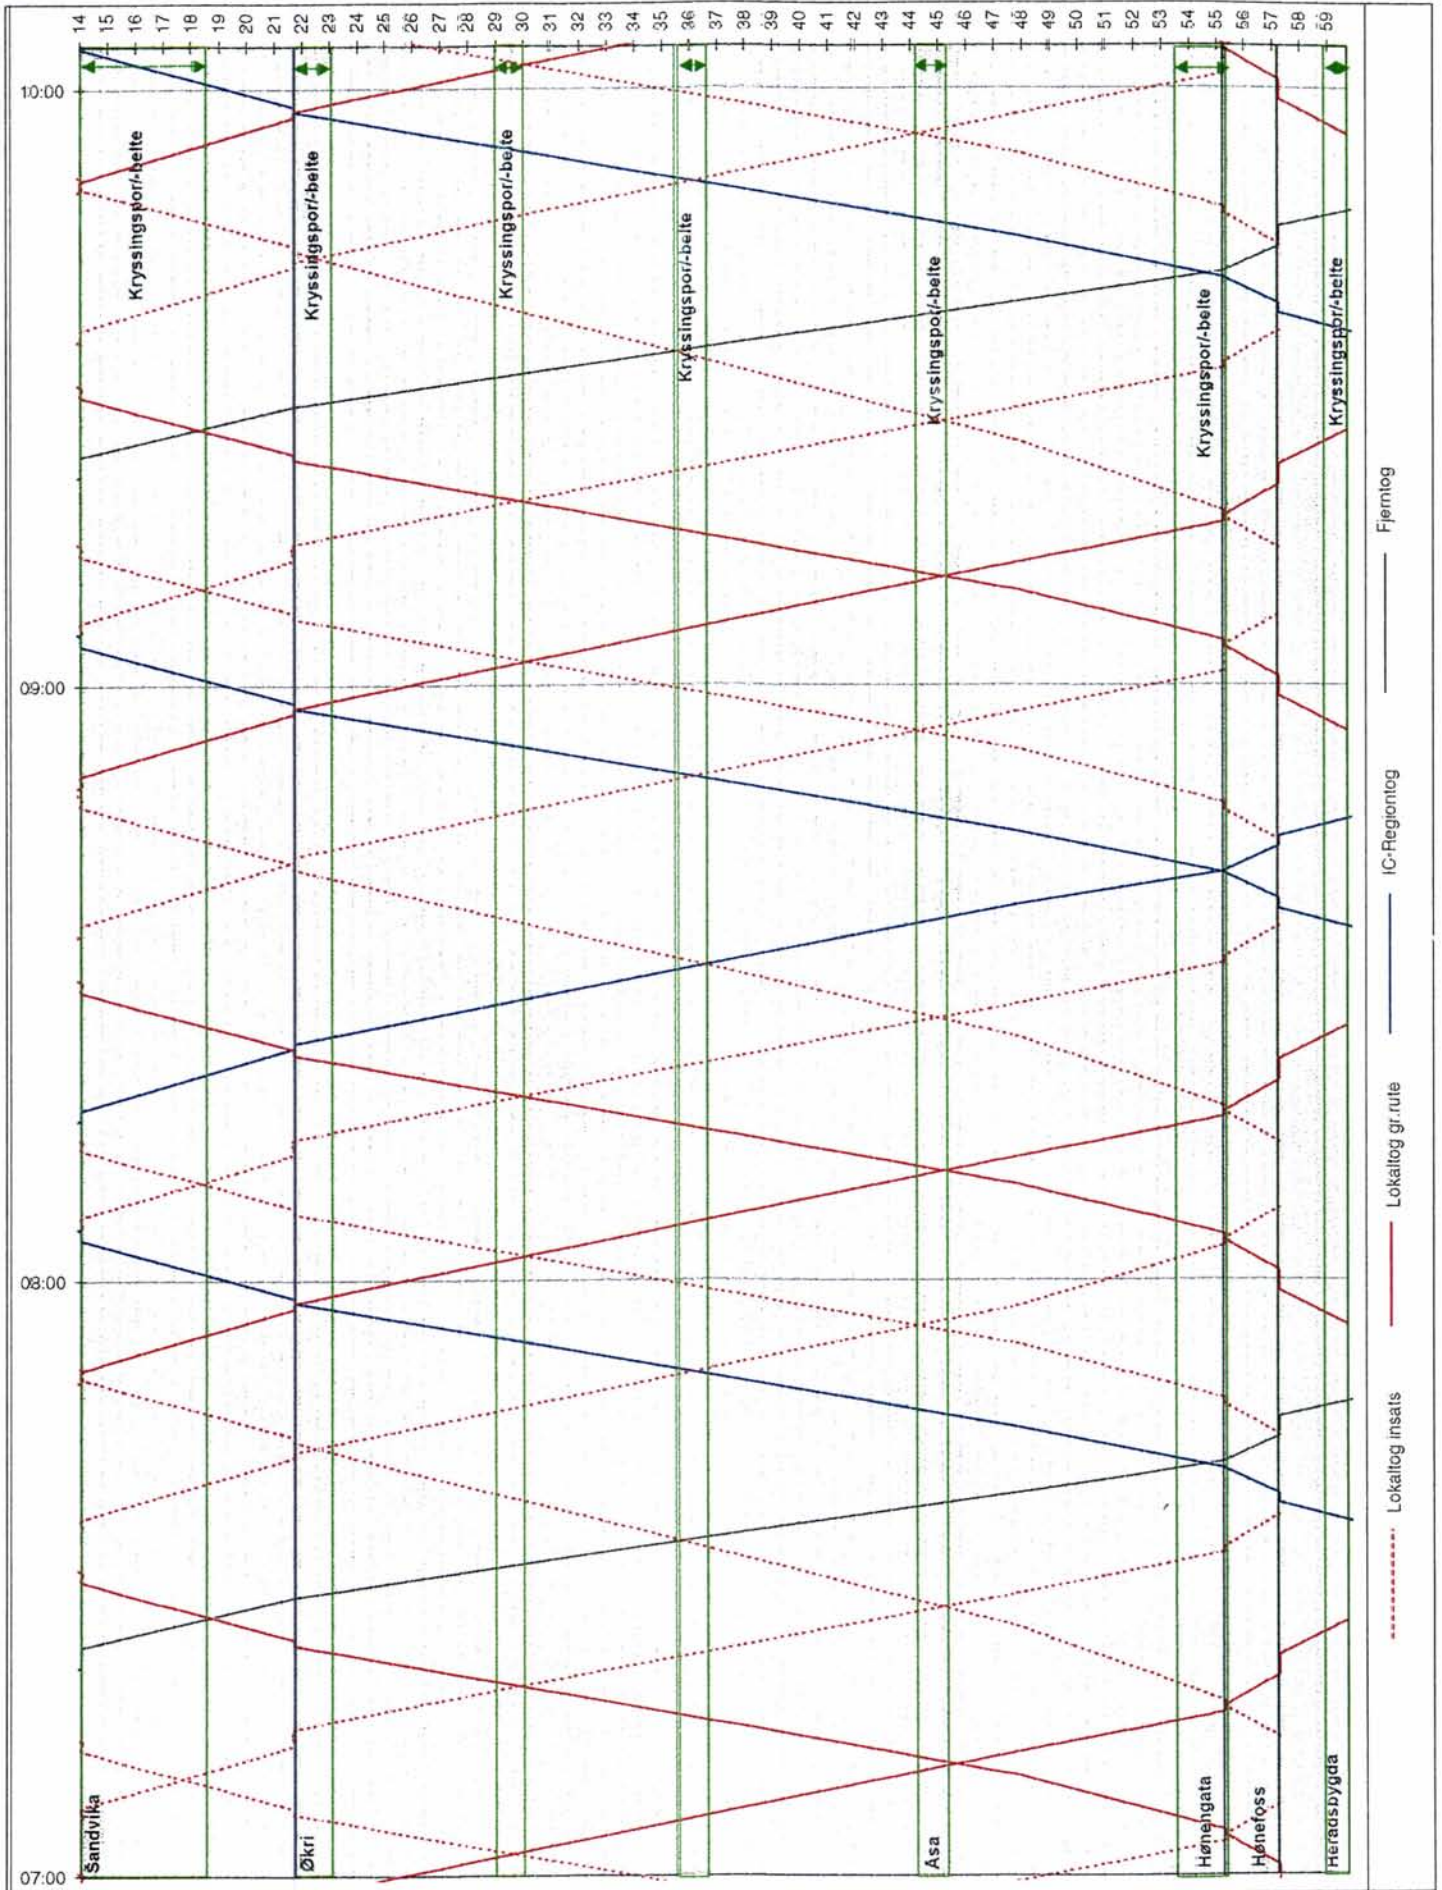 14 15 16 17 18 19 20 21 22 23 24 25 26 27 28 29 30 31 32 33 34 35 36 37 38 39 40 41 42 43 44 45 46 47 48 49 50 51 52 53 54 55 56 57 58 59
10:00
09:00
08:00
07:00
Kryssingspor/-belte
Kryssingspor/-belte
Kryssingspor/-belte
Kryssingspor/-belte
Kryssingspor/-belte
Kryssingspor/-belte
Kryssingspor/-belte
Sandvika
Økri
Åsa
Hønengata
Hønefoss
Heradsbygda
Lokaltog insats
Lokaltog gr.rute
IC-Regiontog
Fjerntog